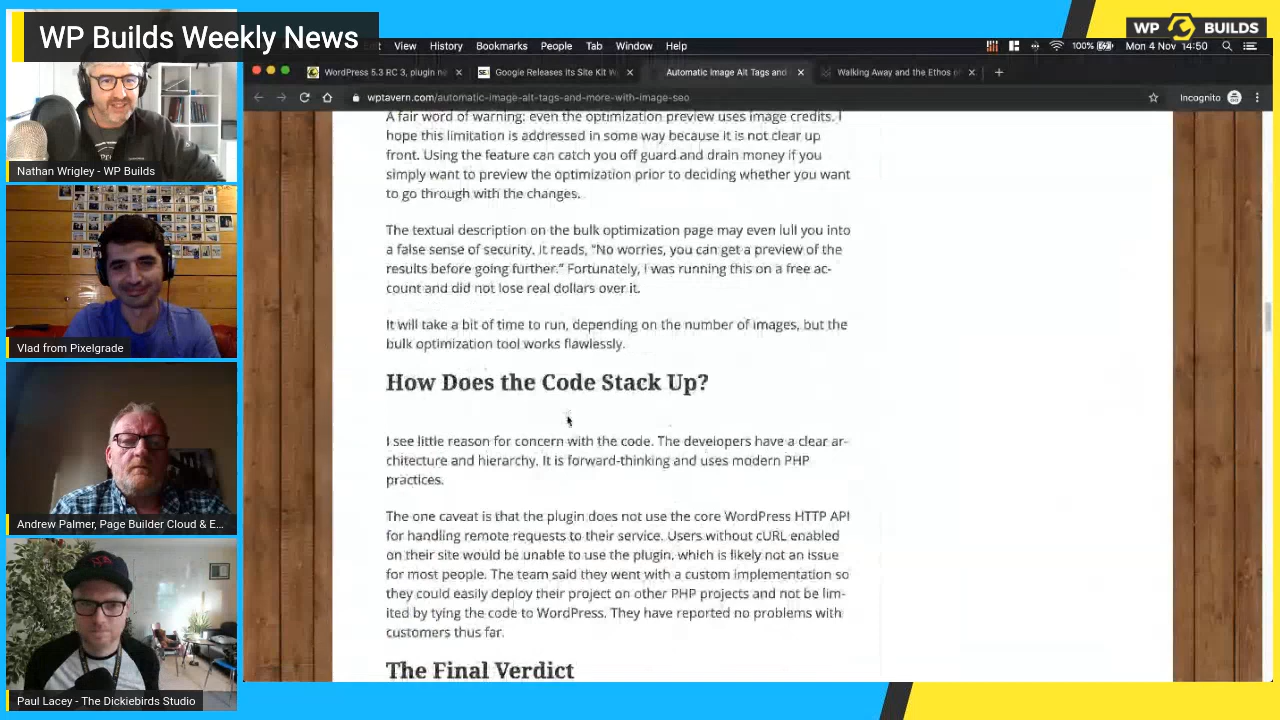 WP Builds Weekly News
WP BUILDS
View History Bookmarks People Tab Window Help
100% Mon 4 Nov 14:50
WordPress 5.3 RC 3, plugin n
Google Releases Its Site Kit W
Automatic Image Alt Tags and
Walking Away and the Ethos
wptavern.com/automatic-image-alt-tags-and-more-with-image-seo
Incognito
A fair word of warning: even the optimization preview uses image credits. I
hope this limitation is addressed in some way because it is not clear up
front. Using the feature can catch you off guard and drain money if you
simply want to preview the optimization prior to deciding whether you want
to go through with the changes.
The textual description on the bulk optimization page may even lull you into
a false sense of security. It reads, “No worries, you can get a preview of the
results before going further.” Fortunately, I was running this on a free ac-
count and did not lose real dollars over it.
It will take a bit of time to run, depending on the number of images, but the
bulk optimization tool works flawlessly.
How Does the Code Stack Up?
I see little reason for concern with the code. The developers have a clear ar-
chitecture and hierarchy. It is forward-thinking and uses modern PHP
practices.
The one caveat is that the plugin does not use the core WordPress HTTP API
for handling remote requests to their service. Users without cURL enabled
on their site would be unable to use the plugin, which is likely not an issue
for most people. The team said they went with a custom implementation so
they could easily deploy their project on other PHP projects and not be lim-
ited by tying the code to WordPress. They have reported no problems with
customers thus far.
The Final Verdict
Nathan Wrigley - WP Builds
Vlad from Pixelgrade
Andrew Palmer, Page Builder Cloud & E...
Paul Lacey - The Dickiebirds Studio